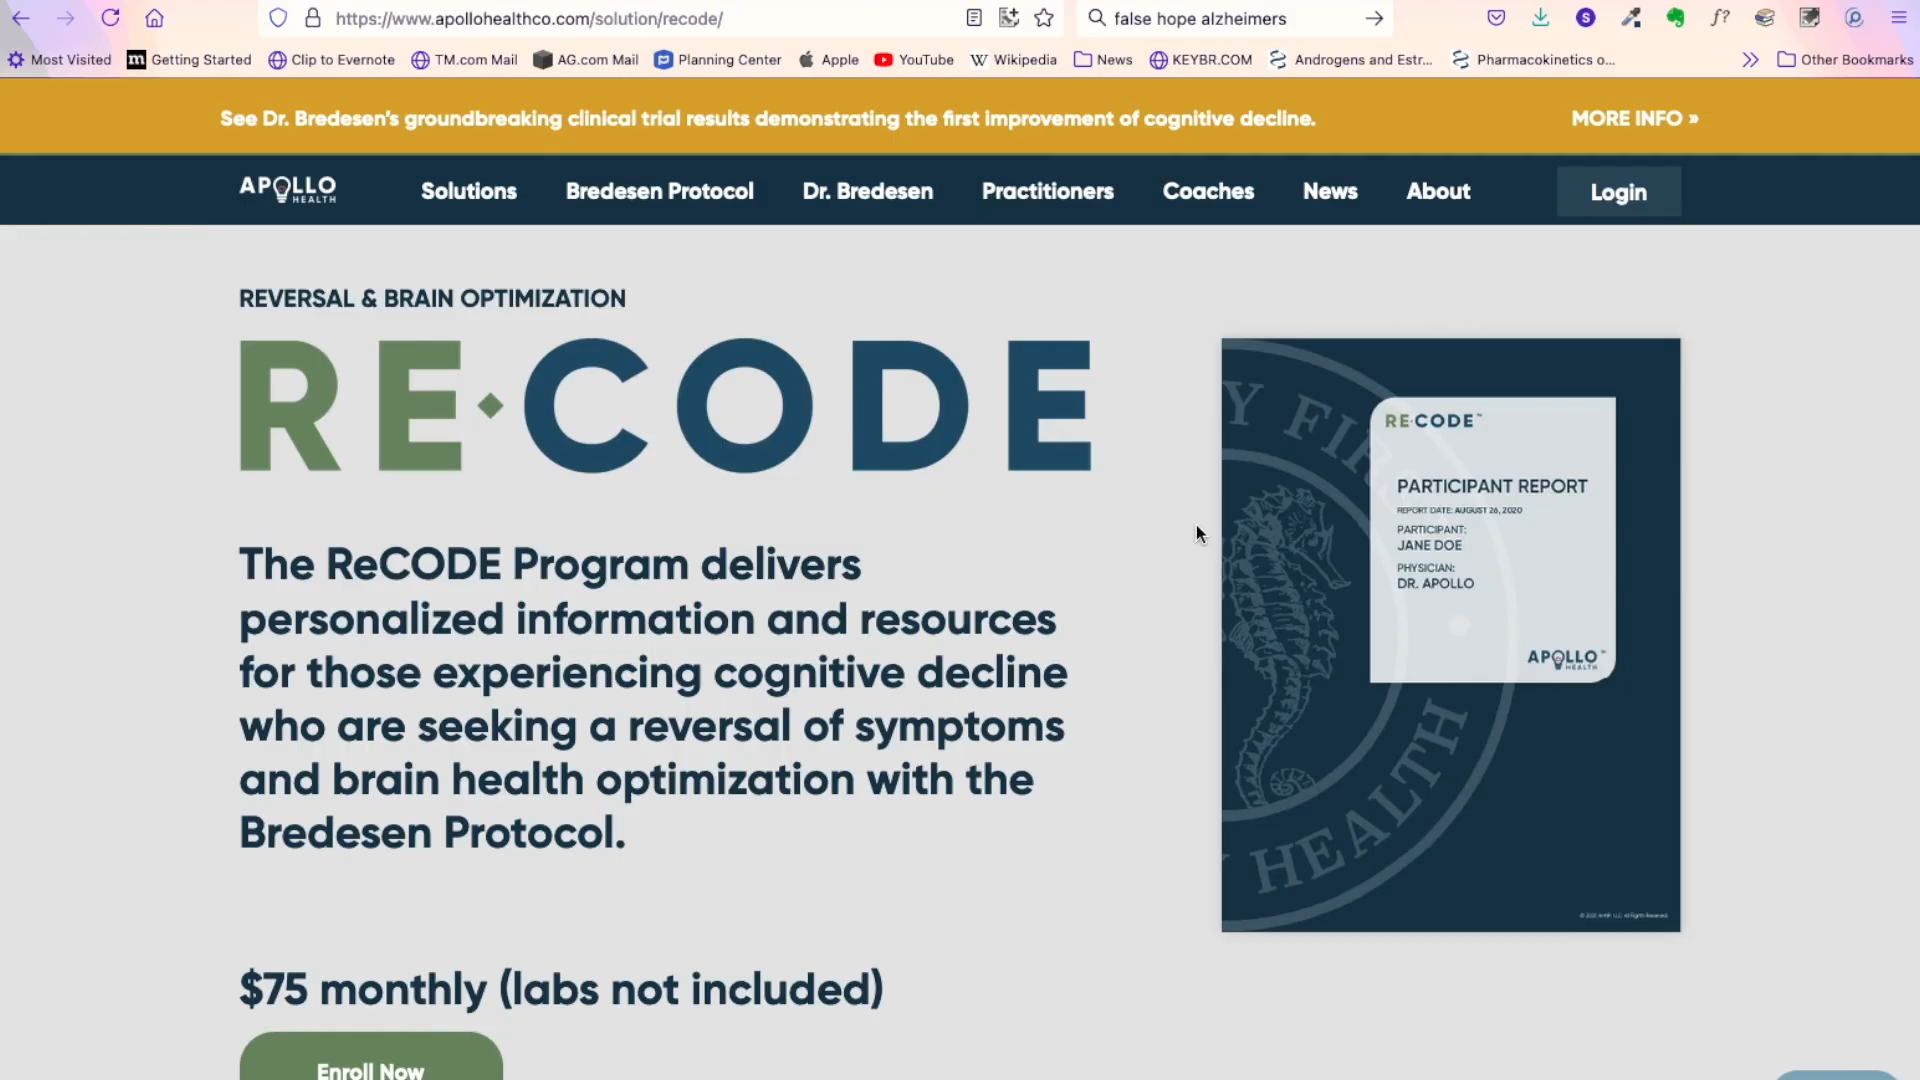 https://www.apollohealthco.com/solution/recode/
false hope alzheimers
S
f?
Most Visited
m Getting Started
Clip to Evernote
TM.com Mail
AG.com Mail
Planning Center
Apple
YouTube
W Wikipedia
News
KEYBR.COM
Androgens and Estr...
Pharmacokinetics o...
Other Bookmarks
See Dr. Bredesen's groundbreaking clinical trial results demonstrating the first improvement of cognitive decline.
MORE INFO »
APOLLO
HEALTH
Solutions
Bredesen Protocol
Dr. Bredesen
Practitioners
Coaches
News
About
Login
REVERSAL & BRAIN OPTIMIZATION
RE·CODE
The ReCODE Program delivers
personalized information and resources
for those experiencing cognitive decline
who are seeking a reversal of symptoms
and brain health optimization with the
Bredesen Protocol.
$75 monthly (labs not included)
Enroll Now
RE·CODE™
PARTICIPANT REPORT
REPORT DATE: AUGUST 26, 2020
PARTICIPANT:
JANE DOE
PHYSICIAN:
DR. APOLLO
APOLLO™
HEALTH
HEALTH